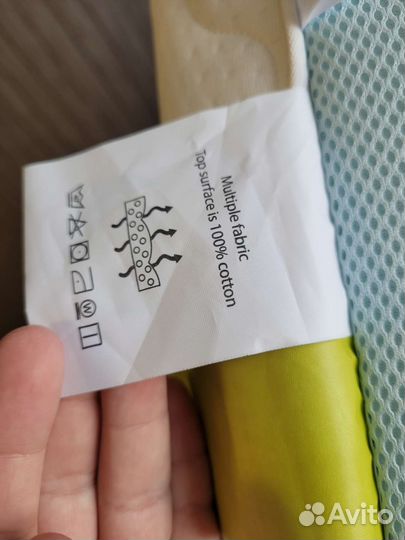 Multiple fabric
Top surface is 100% cotton
W
Avito